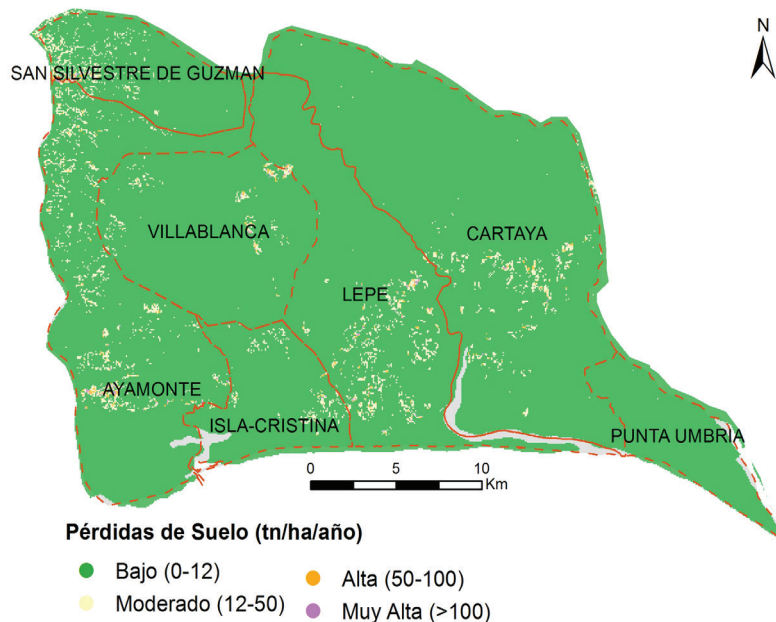 N
SAN SILVESTRE DE GUZMAN
VILLABLANCA
CARTAYA
LEPE
AYAMONTE
ISLA-CRISTINA
PUNTA UMBRIA
0 5 10
Km
Pérdidas de Suelo (tn/ha/año)
Bajo (0-12)
Alta (50-100)
Moderado (12-50)
Muy Alta (>100)